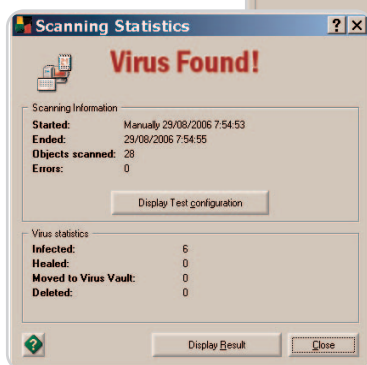 Scanning Statistics
Virus Found!
Scanning Information
Started: Manually 29/08/2006 7:54:53
Ended: 29/08/2006 7:54:55
Objects scanned: 28
Errors: 0
Display Test configuration
Virus statistics
Infected: 6
Healed: 0
Moved to Virus Vault: 0
Deleted: 0
? Display Result Close